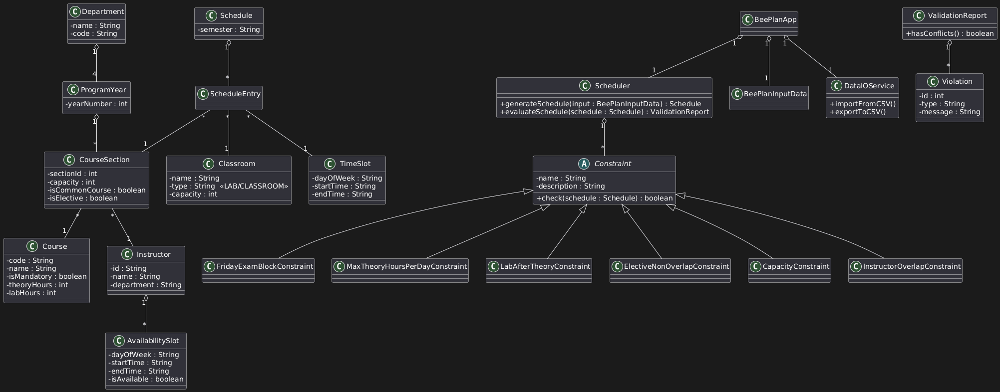 C Department
-name : String
-code : String
1
4
C ProgramYear
-yearNumber : int
1
*
C CourseSection
-sectionId : int
-capacity : int
-isCommonCourse : boolean
-isElective : boolean
*
*
1
1
C Course
-code : String
-name : String
-isMandatory : boolean
-theoryHours : int
-labHours : int
C Instructor
-id : String
-name : String
-department : String
1
*
C AvailabilitySlot
-dayOfWeek : String
-startTime : String
-endTime : String
-isAvailable : boolean
C Schedule
-semester : String
1
*
C ScheduleEntry
*
*
*
1
1
1
C Classroom
-name : String
-type : String «LAB/CLASSROOM»
-capacity : int
C TimeSlot
-dayOfWeek : String
-startTime : String
-endTime : String
C BeePlanApp
1
1
1
1
1
1
C Scheduler
+generateSchedule(input : BeePlanInputData) : Schedule
+evaluateSchedule(schedule : Schedule) : ValidationReport
C BeePlanInputData
C DataIOService
+importFromCSV()
+exportToCSV()
1
*
A Constraint
-name : String
-description : String
+check(schedule : Schedule) : boolean
C FridayExamBlockConstraint
C MaxTheoryHoursPerDayConstraint
C LabAfterTheoryConstraint
C ElectiveNonOverlapConstraint
C CapacityConstraint
C InstructorOverlapConstraint
C ValidationReport
+hasConflicts() : boolean
1
*
C Violation
-id : int
-type : String
-message : String